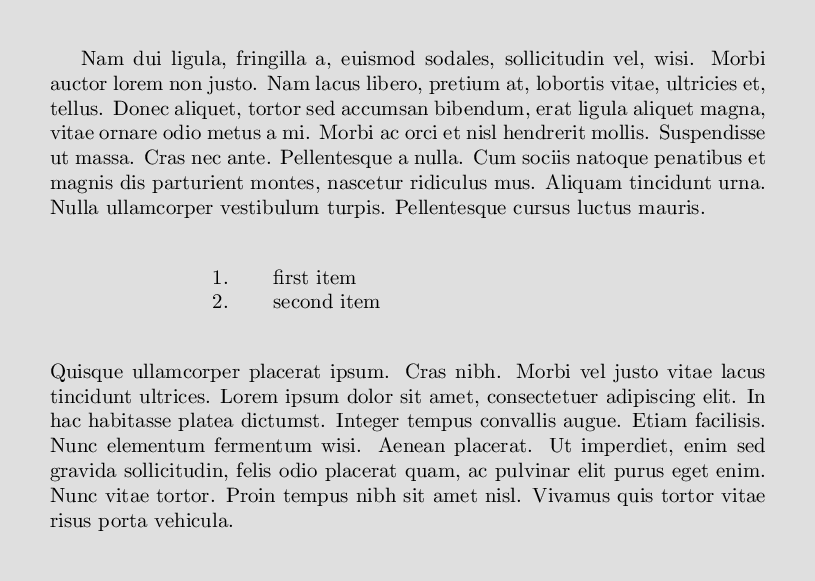 Nam dui ligula, fringilla a, euismod sodales, sollicitudin vel, wisi. Morbi
auctor lorem non justo. Nam lacus libero, pretium at, lobortis vitae, ultricies et,
tellus. Donec aliquet, tortor sed accumsan bibendum, erat ligula aliquet magna,
vitae ornare odio metus a mi. Morbi ac orci et nisl hendrerit mollis. Suspendisse
ut massa. Cras nec ante. Pellentesque a nulla. Cum sociis natoque penatibus et
magnis dis parturient montes, nascetur ridiculus mus. Aliquam tincidunt urna.
Nulla ullamcorper vestibulum turpis. Pellentesque cursus luctus mauris.
1. first item
2. second item
Quisque ullamcorper placerat ipsum. Cras nibh. Morbi vel justo vitae lacus
tincidunt ultrices. Lorem ipsum dolor sit amet, consectetuer adipiscing elit. In
hac habitasse platea dictumst. Integer tempus convallis augue. Etiam facilisis.
Nunc elementum fermentum wisi. Aenean placerat. Ut imperdiet, enim sed
gravida sollicitudin, felis odio placerat quam, ac pulvinar elit purus eget enim.
Nunc vitae tortor. Proin tempus nibh sit amet nisl. Vivamus quis tortor vitae
risus porta vehicula.